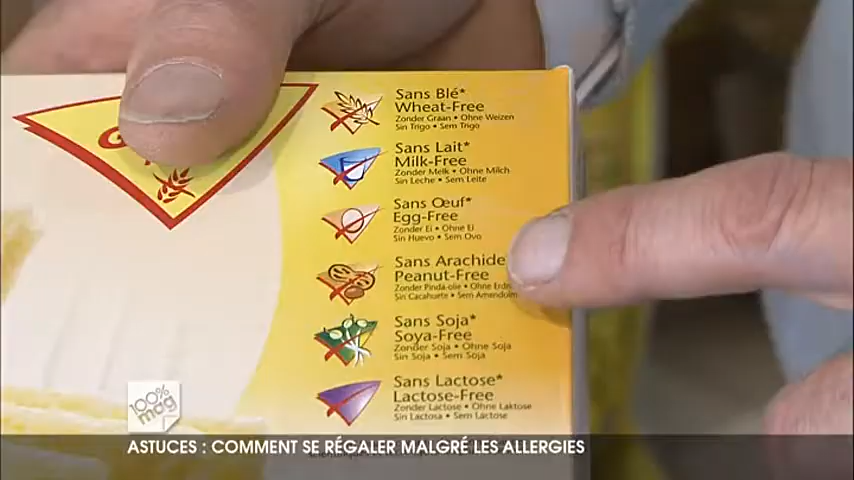 Sans Blé*
Wheat-Free
Zonder Graan • Ohne Weizen
Sin Trigo • Sem Trigo
Sans Lait*
Milk-Free
Zonder Melk • Ohne Milch
Sin Leche • Sem Leite
Sans Œuf*
Egg-Free
Zonder Ei • Ohne Ei
Sin Huevo • Sem Ovo
Sans Arachide
Peanut-Free
Zonder Pinda-olie • Ohne
Sin Cacahuete • Sem Amendoim
Sans Soja*
Soya-Free
Zonder Soja • Ohne Soja
Sin Soja • Sem Soja
Sans Lactose*
Lactose-Free
Zonder Lactose • Ohne Laktose
Sin Lactosa • Sem Lactose
100%
mag
ASTUCES : COMMENT SE RÉGALER MALGRÉ LES ALLERGIES